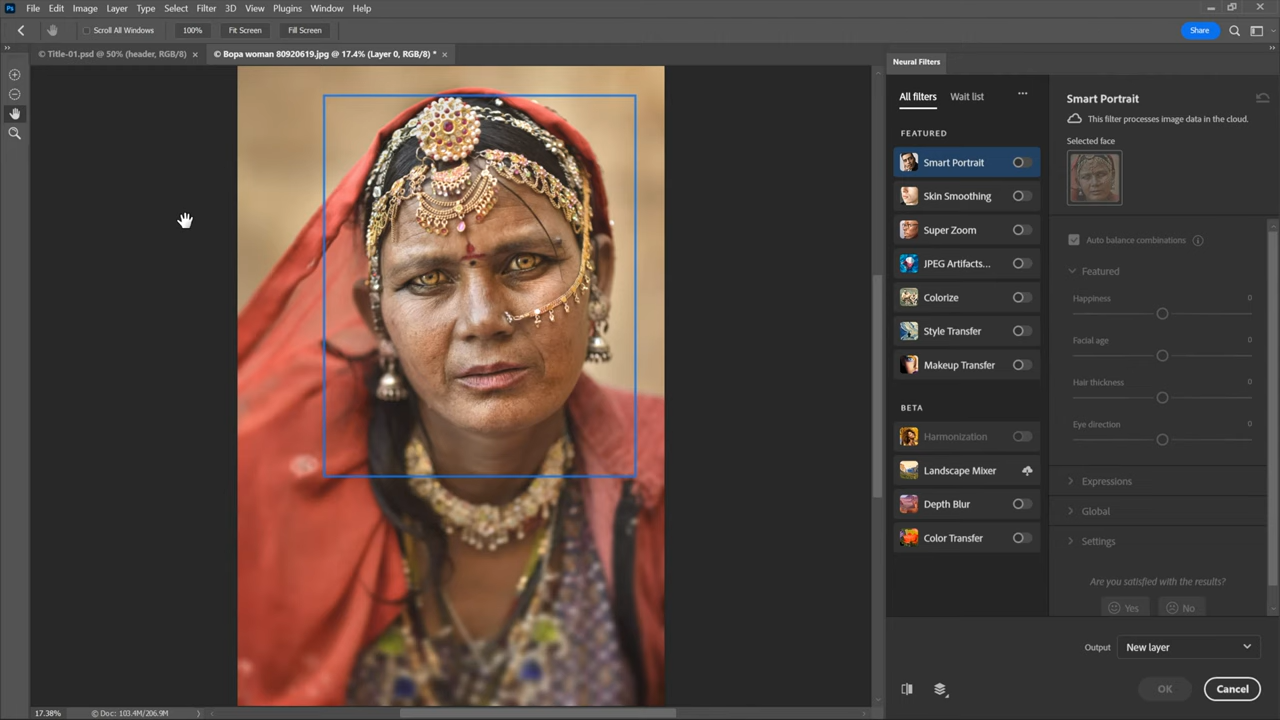 Ps File Edit Image Layer Type Select Filter 3D View Plugins Window Help
Scroll All Windows 100% Fit Screen Fill Screen Share
© Title-01.psd @ 50% (header, RGB/8) × © Bopa woman 80920619.jpg @ 17.4% (Layer 0, RGB/8) * ×
Neural Filters
All filters Wait list ...
FEATURED
Smart Portrait
Skin Smoothing
Super Zoom
JPEG Artifacts...
Colorize
Style Transfer
Makeup Transfer
BETA
Harmonization
Landscape Mixer
Depth Blur
Color Transfer
Smart Portrait
This filter processes image data in the cloud.
Selected face
Auto balance combinations
Featured
Happiness 0
Facial age 0
Hair thickness 0
Eye direction 0
Expressions
Global
Settings
Are you satisfied with the results?
Yes No
Output New layer
OK Cancel
17.38% © Doc: 103.4M/206.9M